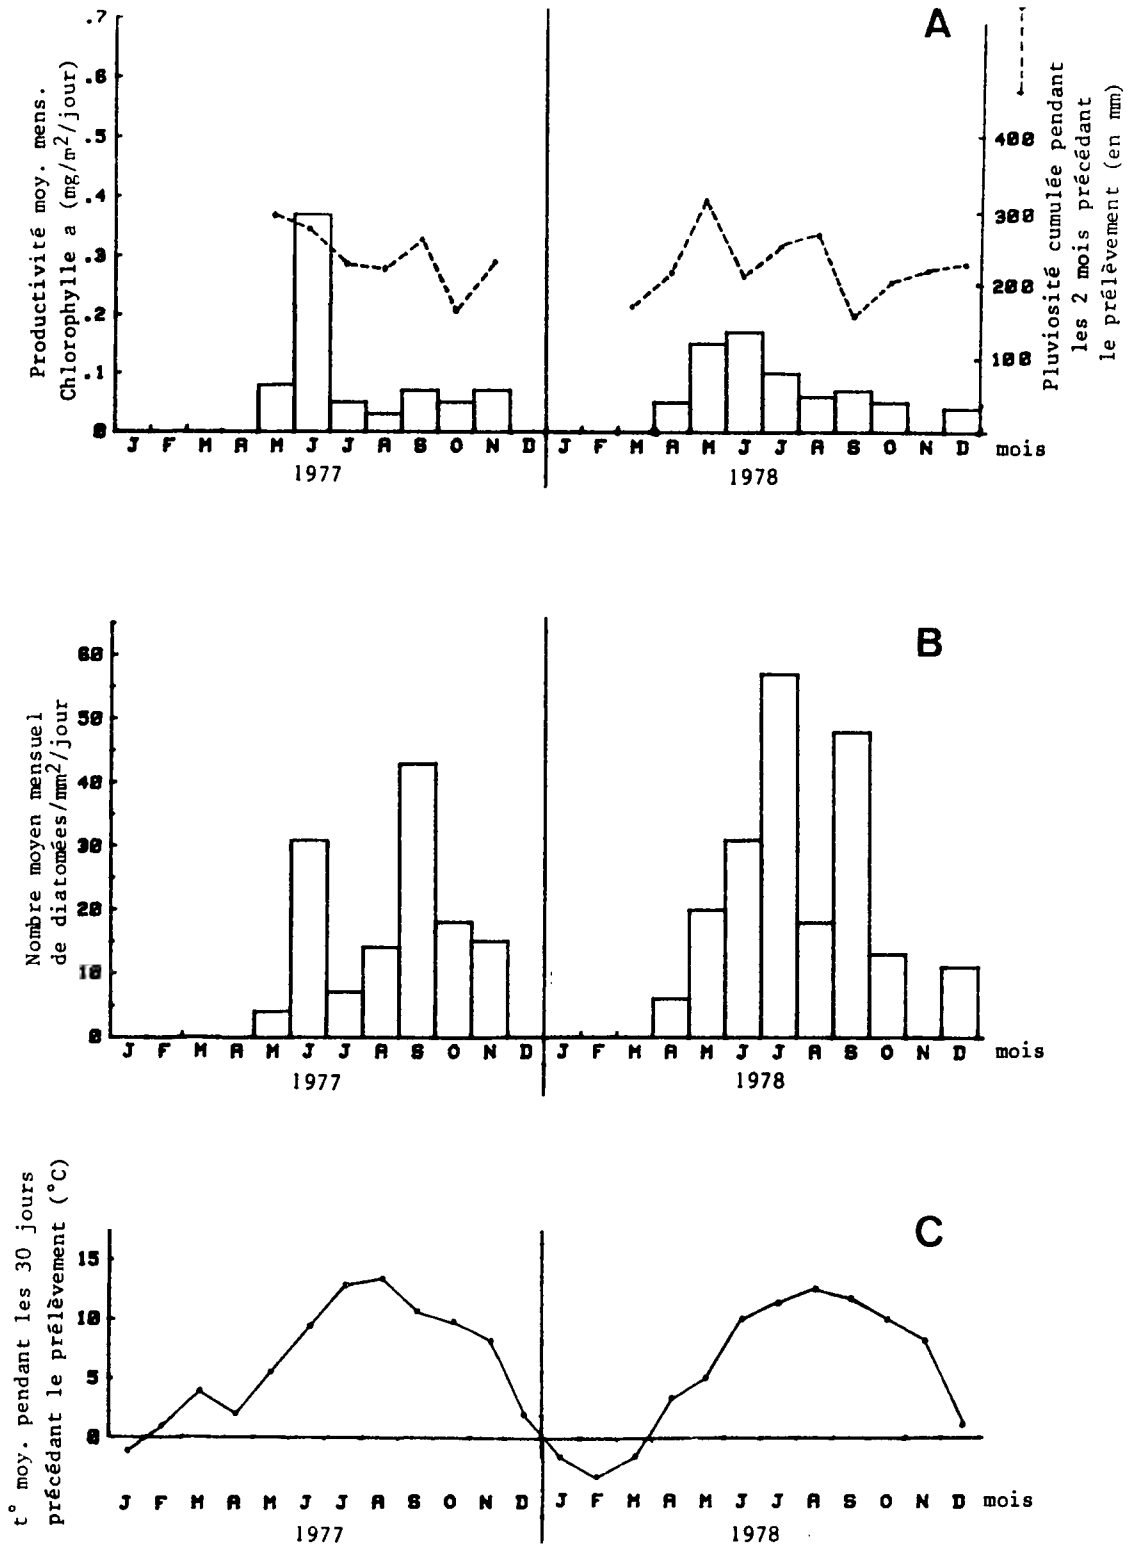 A
.7
.6
.5
.4
.3
.2
.1
0
Productivité moy. mens.
Chlorophylle a (mg/m²/jour)
400
300
200
100
Pluviosité cumulée pendant
les 2 mois précédant
le prélèvement (en mm)
J F M A M J J A S O N D J F M A M J J A S O N D mois
1977 1978
B
60
50
40
30
20
10
0
Nombre moyen mensuel
de diatomées/mm²/jour
J F M A M J J A S O N D J F M A M J J A S O N D mois
1977 1978
C
15
10
5
0
t° moy. pendant les 30 jours
précédant le prélèvement (°C)
J F M A M J J A S O N D J F M A M J J A S O N D mois
1977 1978